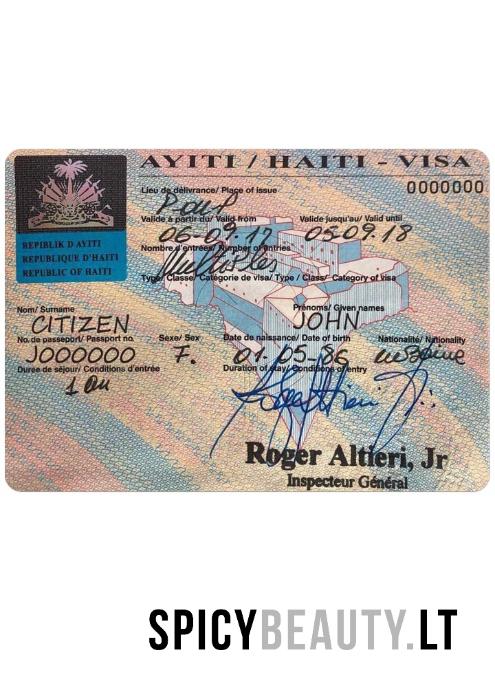 AYITI / HAITI - VISA
0000000
Lieu de délivrance/ Place of issue
P-au-P
Valide à partir du/ Valid from
Valide jusqu'au/ Valid until
06-09.17
05.09.18
REPIBLIK D AYITI
REPUBLIQUE D'HAITI
REPUBLIC OF HAITI
Nombre d'entrées/ Number of entries
Multiples
Type/ Classe/ Catégorie de visa/ Type / Class/ Category of visa
Nom/ Surname
Prénoms/ Given names
CITIZEN
JOHN
No. de passeport/ Passport no.
Sexe/ Sex
Date de naissance/ Date of birth
Nationalité/ Nationality
J000000
F.
01.05-86
Durée de séjour/ Conditions d'entrée
Duration of stay/ Conditions of entry
1 an
Roger Altieri, Jr
Inspecteur Général
SPICYBEAUTY.LT